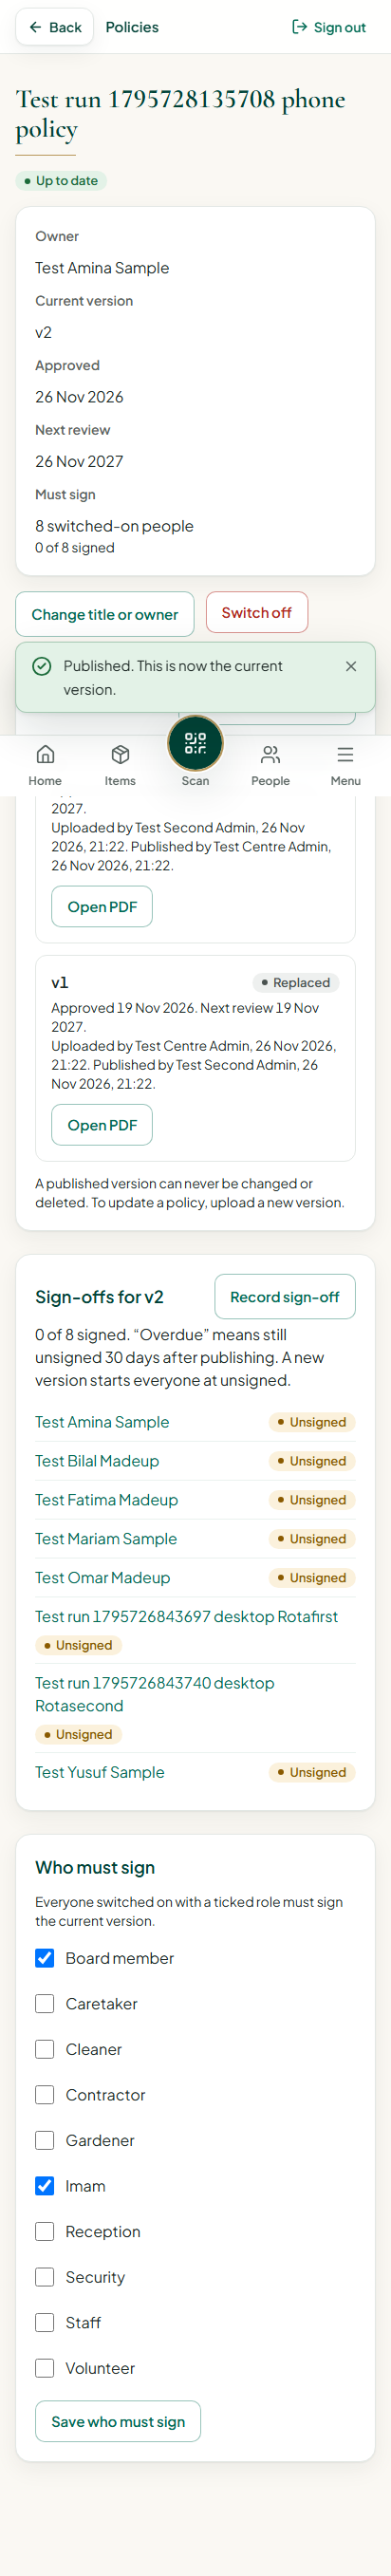 Back
Policies
Sign out
Test run 1795728135708 phone
policy
Up to date
Owner
Test Amina Sample
Current version
v2
Approved
26 Nov 2026
Next review
26 Nov 2027
Must sign
8 switched-on people
0 of 8 signed
Change title or owner
Switch off
Published. This is now the current
version.
Home
Items
Scan
People
Menu
2027.
Uploaded by Test Second Admin, 26 Nov
2026, 21:22. Published by Test Centre Admin,
26 Nov 2026, 21:22.
Open PDF
v1
Replaced
Approved 19 Nov 2026. Next review 19 Nov
2027.
Uploaded by Test Centre Admin, 26 Nov 2026,
21:22. Published by Test Second Admin, 26
Nov 2026, 21:22.
Open PDF
A published version can never be changed or
deleted. To update a policy, upload a new version.
Sign-offs for v2
Record sign-off
0 of 8 signed. “Overdue” means still
unsigned 30 days after publishing. A new
version starts everyone at unsigned.
Test Amina Sample
Unsigned
Test Bilal Madeup
Unsigned
Test Fatima Madeup
Unsigned
Test Mariam Sample
Unsigned
Test Omar Madeup
Unsigned
Test run 1795726843697 desktop Rotafirst
Unsigned
Test run 1795726843740 desktop
Rotasecond
Unsigned
Test Yusuf Sample
Unsigned
Who must sign
Everyone switched on with a ticked role must sign
the current version.
Board member
Caretaker
Cleaner
Contractor
Gardener
Imam
Reception
Security
Staff
Volunteer
Save who must sign